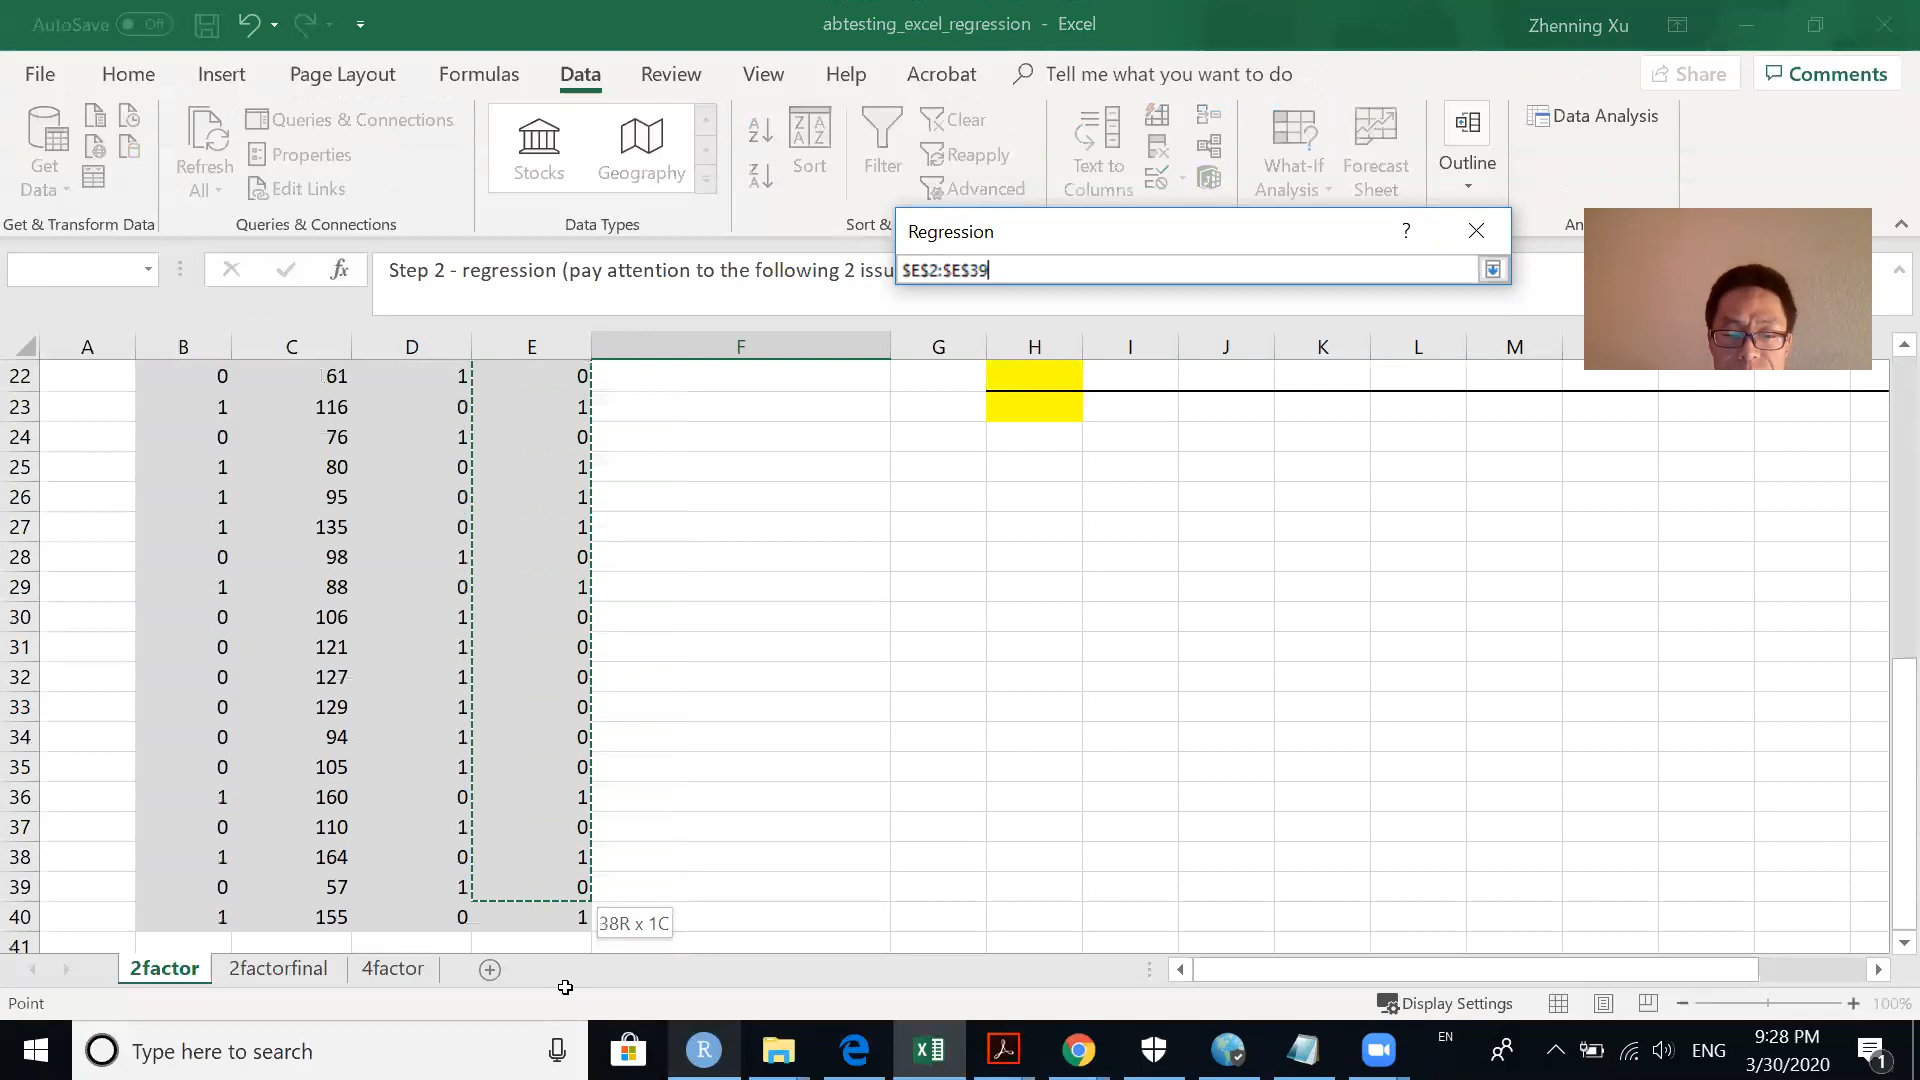 AutoSave Off
abtesting_excel_regression - Excel
Zhenning Xu
File Home Insert Page Layout Formulas Data Review View Help Acrobat Tell me what you want to do Share Comments
Get Data
Refresh All
Queries & Connections
Properties
Edit Links
Stocks
Geography
A Z
Z A
Sort
Filter
Clear
Reapply
Advanced
Text to Columns
What-If Analysis
Forecast Sheet
Outline
Data Analysis
Get & Transform Data
Queries & Connections
Data Types
Sort &
An
Regression ?
$E$2:$E$39
fx Step 2 - regression (pay attention to the following 2 issu
A B C D E F G H I J K L M
22 0 61 1 0
23 1 116 0 1
24 0 76 1 0
25 1 80 0 1
26 1 95 0 1
27 1 135 0 1
28 0 98 1 0
29 1 88 0 1
30 0 106 1 0
31 0 121 1 0
32 0 127 1 0
33 0 129 1 0
34 0 94 1 0
35 0 105 1 0
36 1 160 0 1
37 0 110 1 0
38 1 164 0 1
39 0 57 1 0
40 1 155 0 1
38R x 1C
41
2factor 2factorfinal 4factor
Point
Display Settings
100%
Type here to search
EN
ENG
9:28 PM
3/30/2020
1